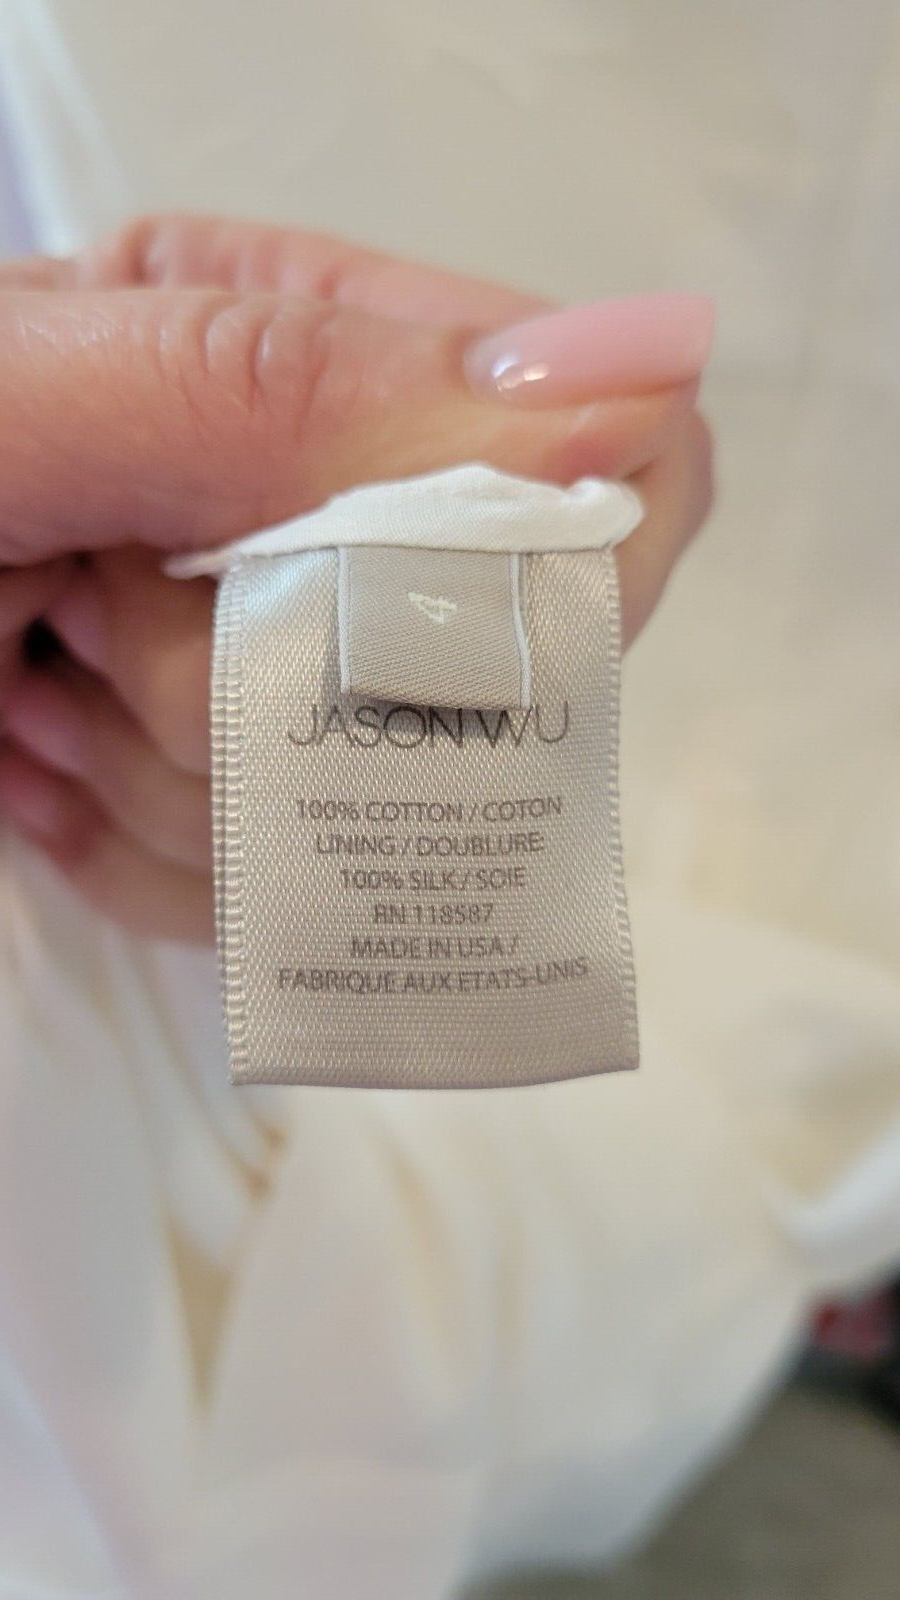 4
JASON WU
100% COTTON / COTON
LINING / DOUBLURE:
100% SILK / SOIE
RN 118587
MADE IN USA /
FABRIQUE AUX ETATS-UNIS